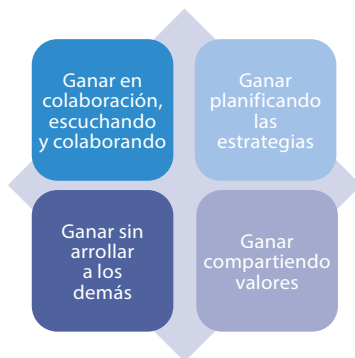 Ganar en
colaboración,
escuchando
y colaborando
Ganar
planificando
las
estrategias
Ganar sin
arrollar
a los
demás
Ganar
compartiendo
valores